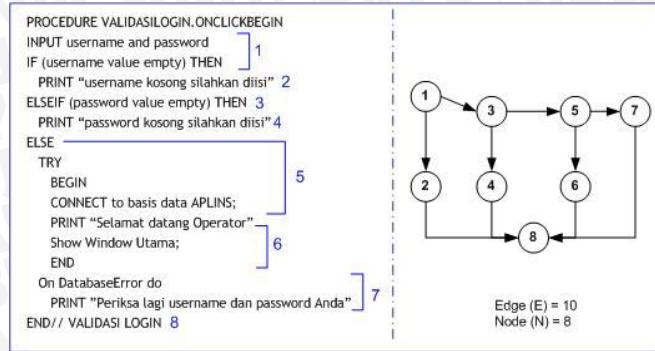 PROCEDURE VALIDASILOGIN.ONCLICKBEGIN
INPUT username and password
1
IF (username value empty) THEN
PRINT "username kosong silahkan diisi" 2
ELSEIF (password value empty) THEN 3
PRINT "password kosong silahkan diisi" 4
ELSE
TRY
BEGIN
5
CONNECT to basis data APLINS;
PRINT "Selamat datang Operator"
Show Window Utama;
6
END
On DatabaseError do
7
PRINT "Periksa lagi username dan password Anda"
END// VALIDASI LOGIN 8
1
3
5
7
2
4
6
8
Edge (E) = 10
Node (N) = 8